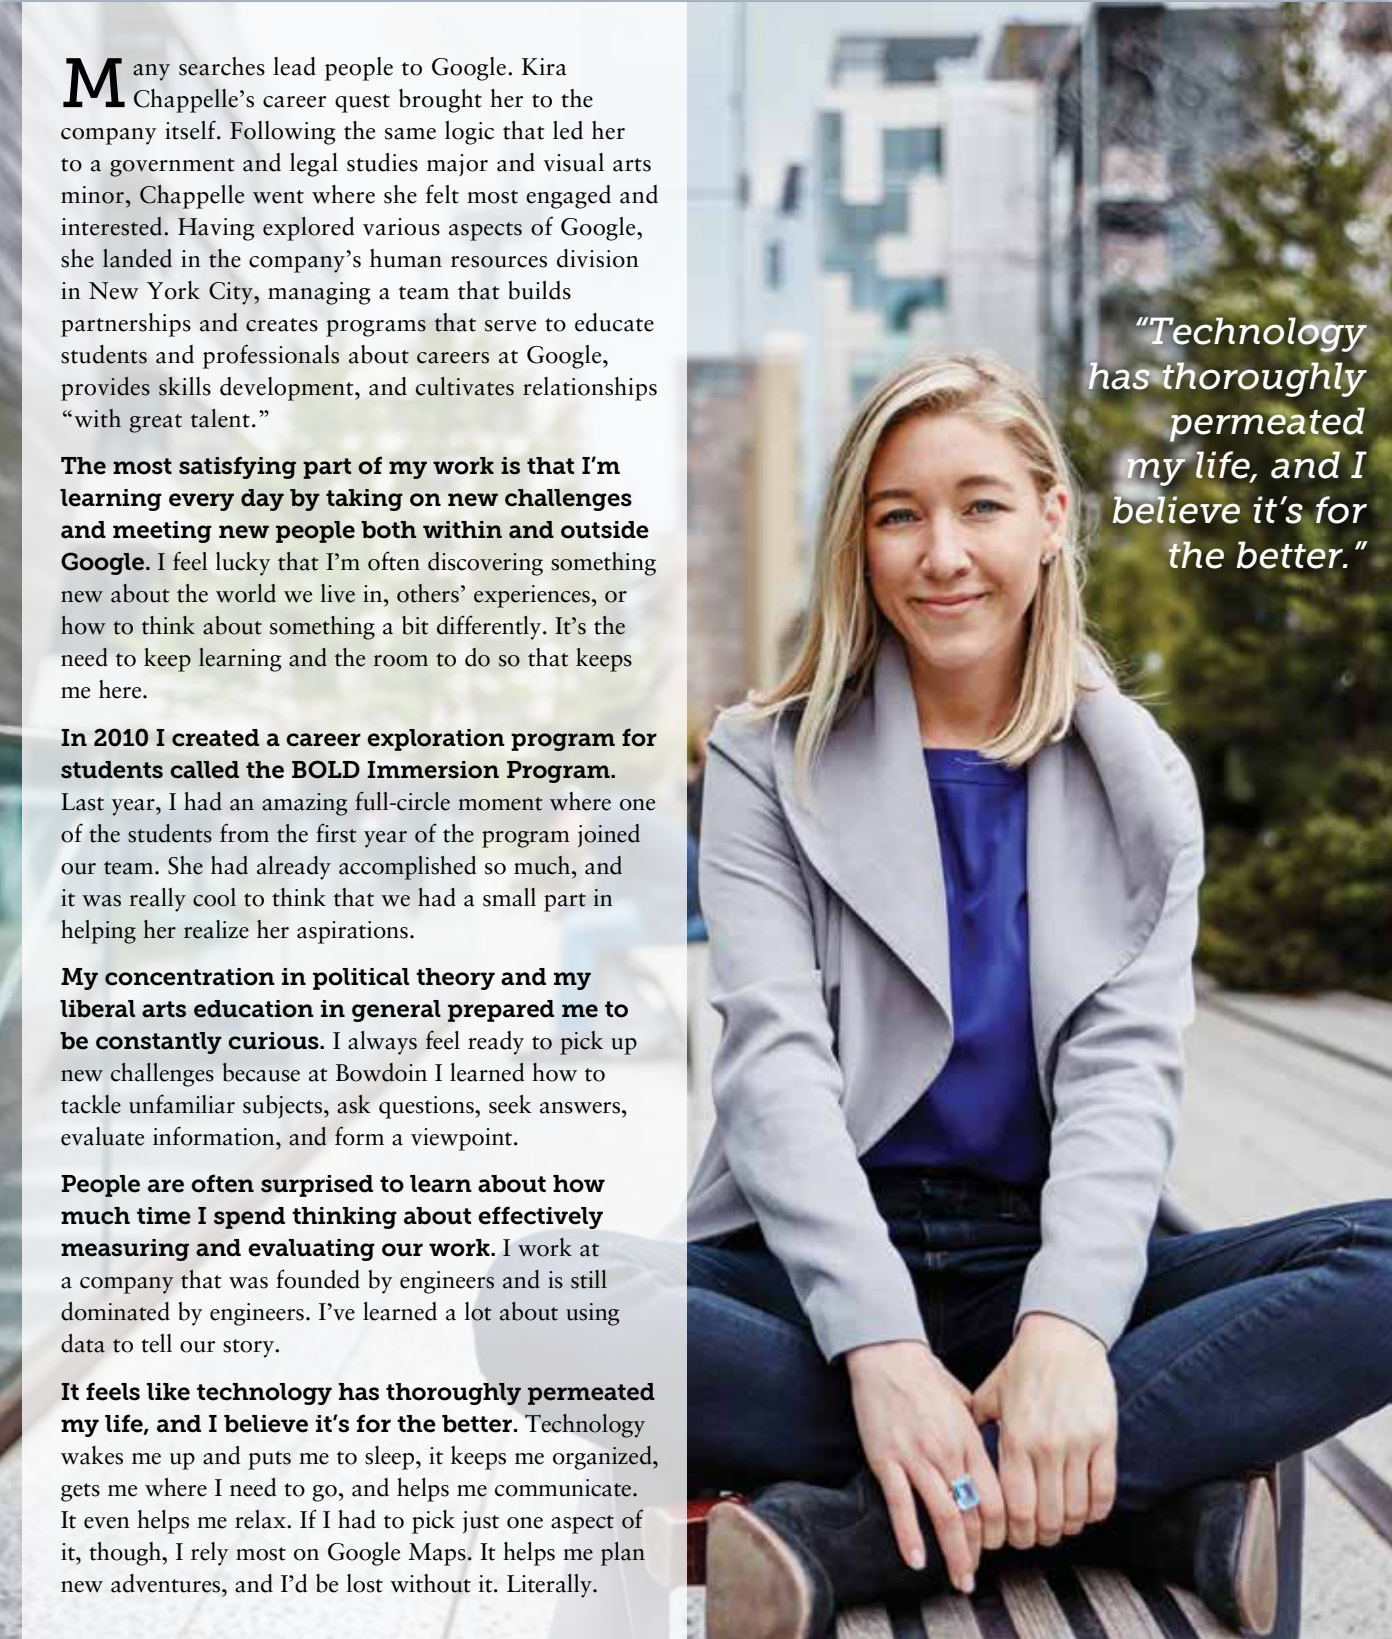 Many searches lead people to Google. Kira
Chappelle’s career quest brought her to the
company itself. Following the same logic that led her
to a government and legal studies major and visual arts
minor, Chappelle went where she felt most engaged and
interested. Having explored various aspects of Google,
she landed in the company’s human resources division
in New York City, managing a team that builds
partnerships and creates programs that serve to educate
students and professionals about careers at Google,
provides skills development, and cultivates relationships
“with great talent.”
The most satisfying part of my work is that I’m
learning every day by taking on new challenges
and meeting new people both within and outside
Google. I feel lucky that I’m often discovering something
new about the world we live in, others’ experiences, or
how to think about something a bit differently. It’s the
need to keep learning and the room to do so that keeps
me here.
In 2010 I created a career exploration program for
students called the BOLD Immersion Program.
Last year, I had an amazing full-circle moment where one
of the students from the first year of the program joined
our team. She had already accomplished so much, and
it was really cool to think that we had a small part in
helping her realize her aspirations.
My concentration in political theory and my
liberal arts education in general prepared me to
be constantly curious. I always feel ready to pick up
new challenges because at Bowdoin I learned how to
tackle unfamiliar subjects, ask questions, seek answers,
evaluate information, and form a viewpoint.
People are often surprised to learn about how
much time I spend thinking about effectively
measuring and evaluating our work. I work at
a company that was founded by engineers and is still
dominated by engineers. I’ve learned a lot about using
data to tell our story.
It feels like technology has thoroughly permeated
my life, and I believe it’s for the better. Technology
wakes me up and puts me to sleep, it keeps me organized,
gets me where I need to go, and helps me communicate.
It even helps me relax. If I had to pick just one aspect of
it, though, I rely most on Google Maps. It helps me plan
new adventures, and I’d be lost without it. Literally.
“Technology
has thoroughly
permeated
my life, and I
believe it’s for
the better.”